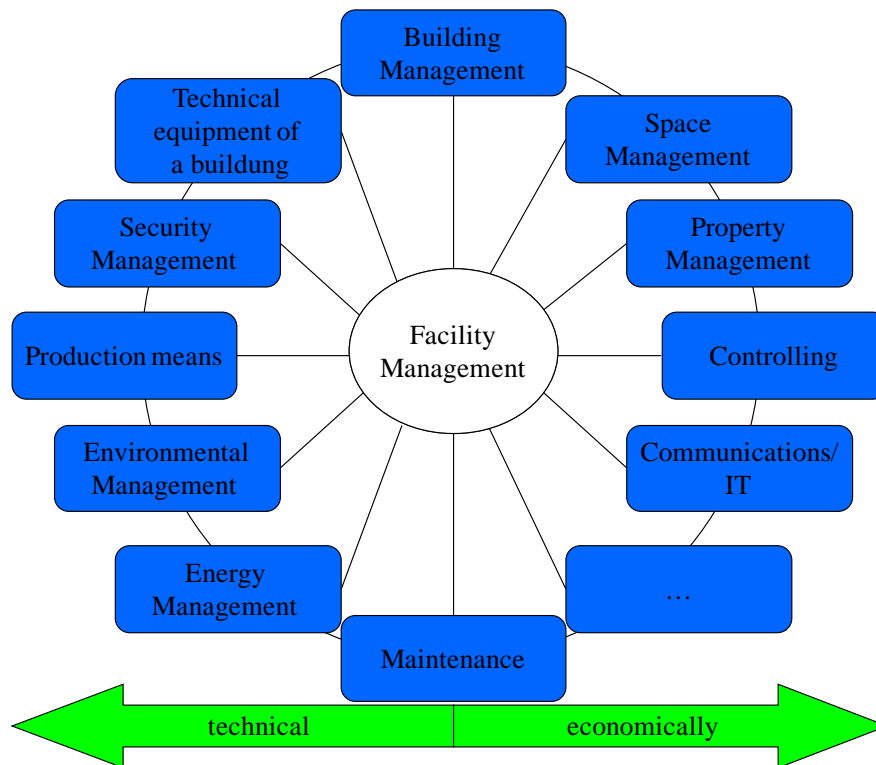 Building
Management
Technical
equipment of
a buildung
Space
Management
Security
Management
Property
Management
Production means
Facility
Management
Controlling
Environmental
Management
Communications/
IT
Energy
Management
…
Maintenance
technical
economically